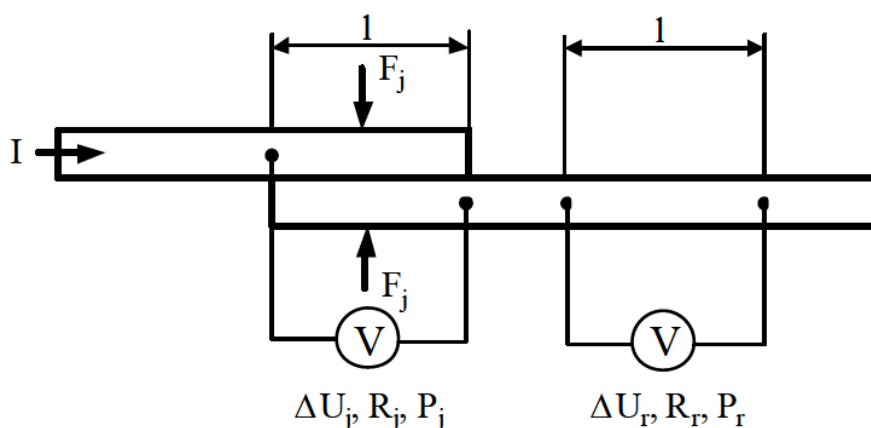 l l
F_j
I
F_j
V V
ΔU_j, R_j, P_j ΔU_r, R_r, P_r